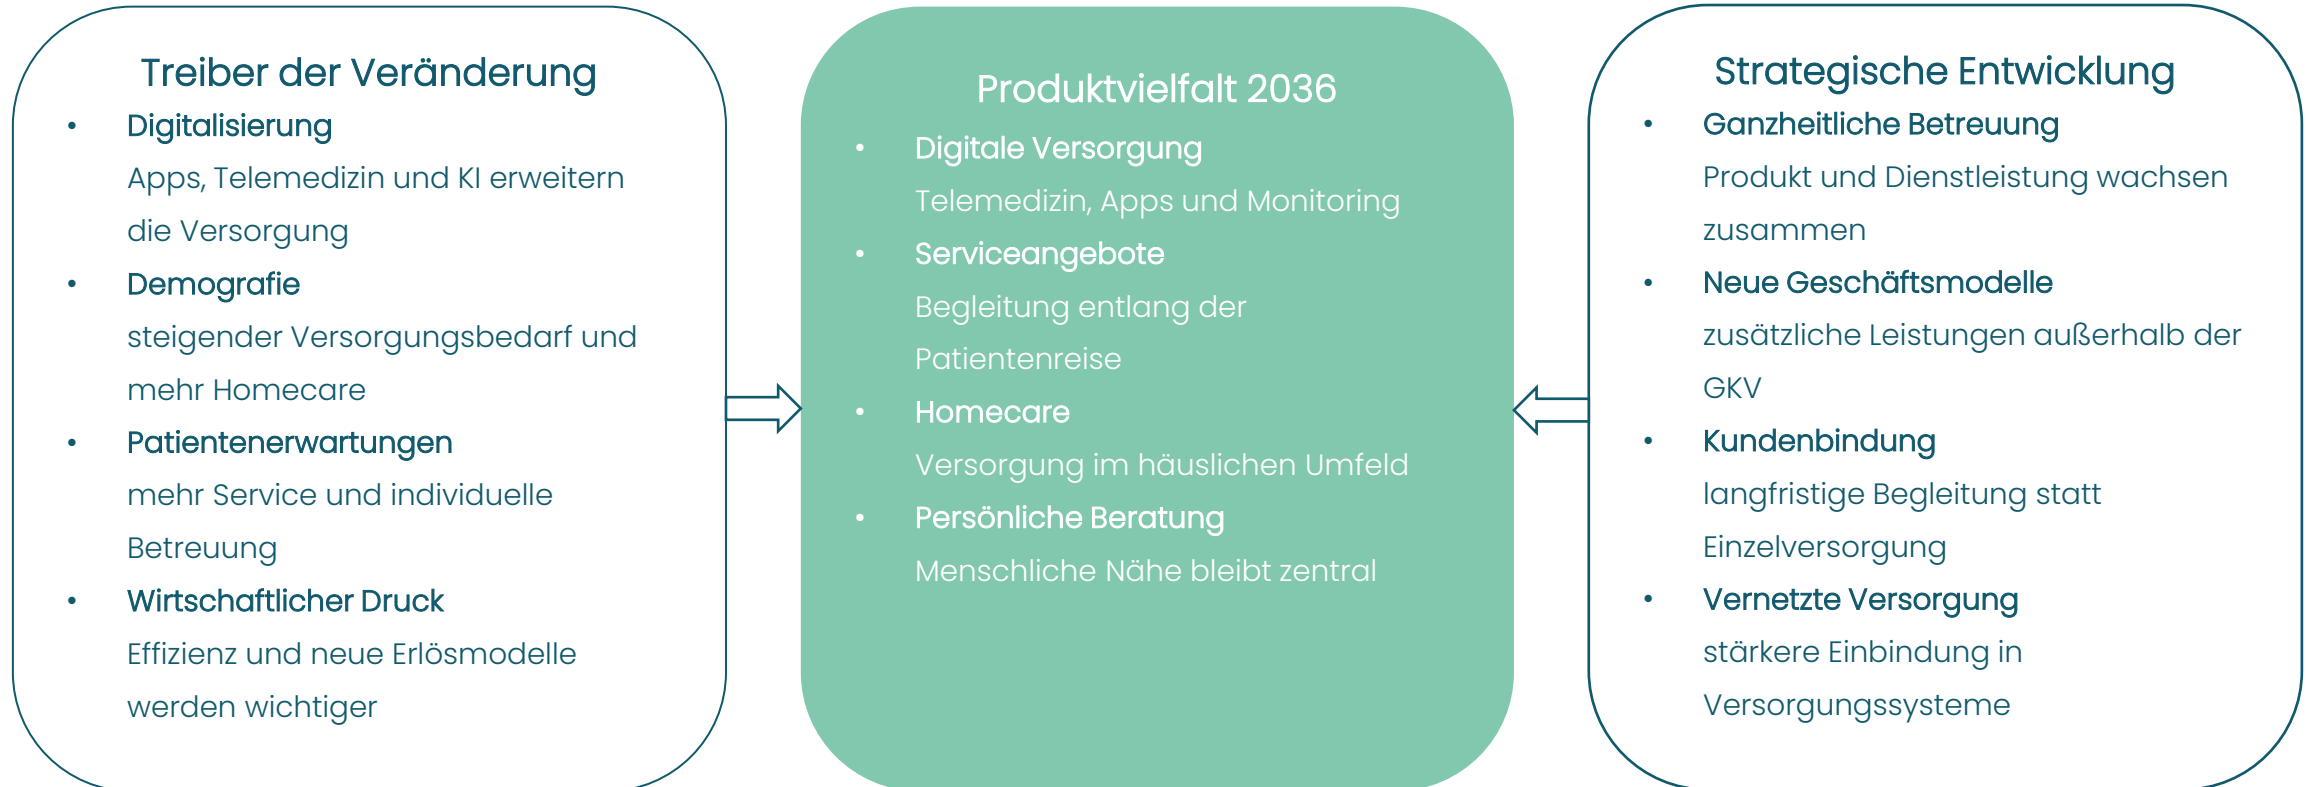 Treiber der Veränderung
• Digitalisierung
Apps, Telemedizin und KI erweitern
die Versorgung
• Demografie
steigender Versorgungsbedarf und
mehr Homecare
• Patientenerwartungen
mehr Service und individuelle
Betreuung
• Wirtschaftlicher Druck
Effizienz und neue Erlösmodelle
werden wichtiger
Produktvielfalt 2036
• Digitale Versorgung
Telemedizin, Apps und Monitoring
• Serviceangebote
Begleitung entlang der
Patientenreise
• Homecare
Versorgung im häuslichen Umfeld
• Persönliche Beratung
Menschliche Nähe bleibt zentral
Strategische Entwicklung
• Ganzheitliche Betreuung
Produkt und Dienstleistung wachsen
zusammen
• Neue Geschäftsmodelle
zusätzliche Leistungen außerhalb der
GKV
• Kundenbindung
langfristige Begleitung statt
Einzelversorgung
• Vernetzte Versorgung
stärkere Einbindung in
Versorgungssysteme